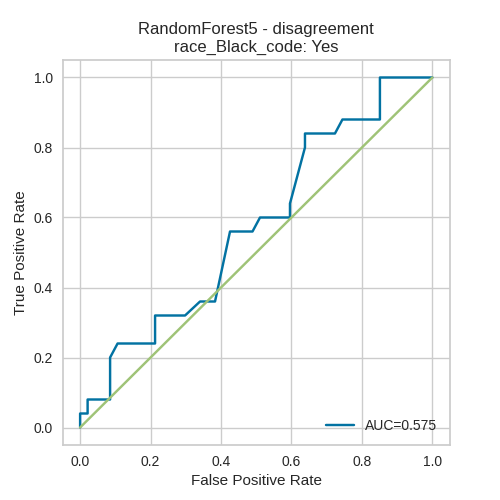 RandomForest5 - disagreement
race_Black_code: Yes
True Positive Rate
1.0
0.8
0.6
0.4
0.2
0.0
AUC=0.575
0.0 0.2 0.4 0.6 0.8 1.0
False Positive Rate